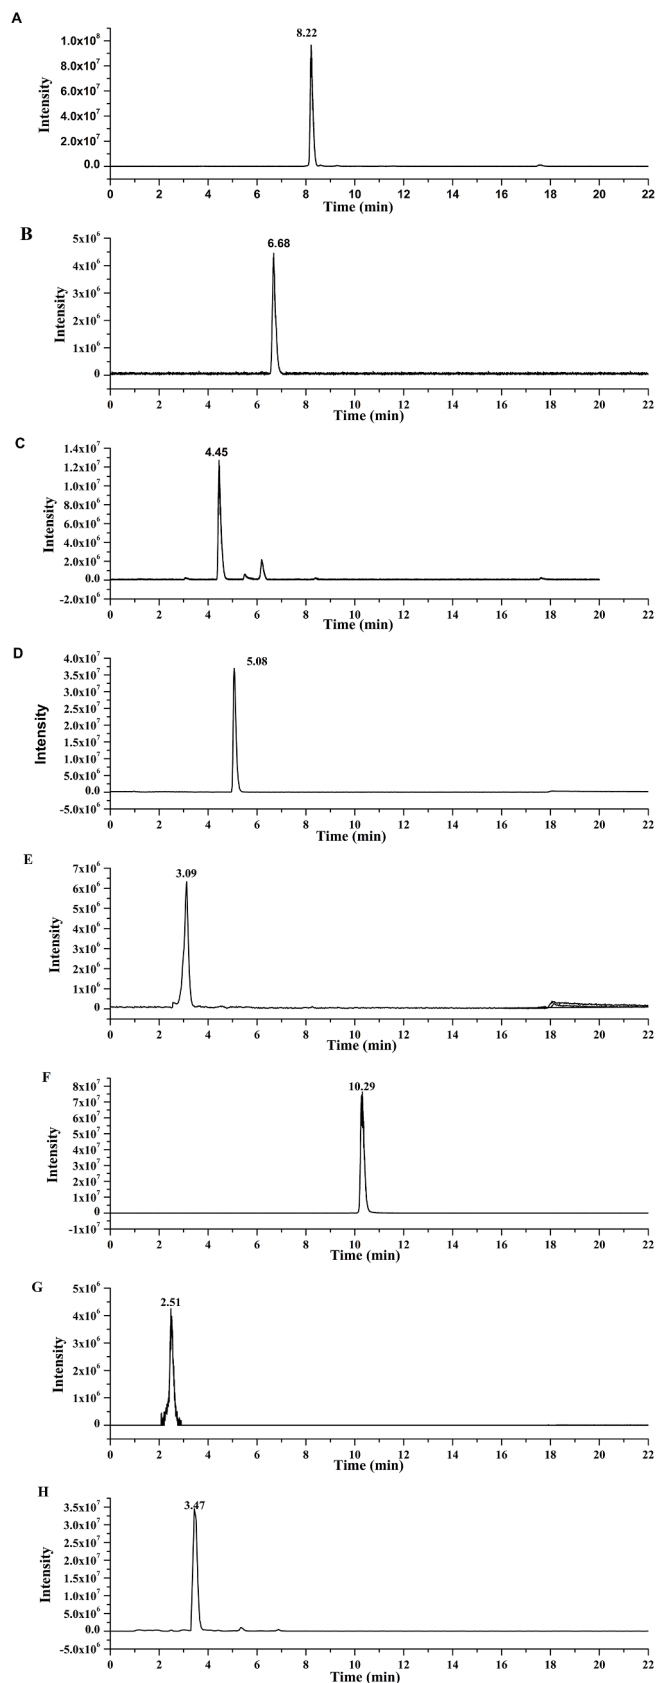 A
8.22
1.0x10⁸
8.0x10⁷
6.0x10⁷
4.0x10⁷
2.0x10⁷
0.0
Intensity
0 2 4 6 8 10 12 14 16 18 20 22
Time (min)
B
6.68
5x10⁶
4x10⁶
3x10⁶
2x10⁶
1x10⁶
0
Intensity
0 2 4 6 8 10 12 14 16 18 20 22
Time (min)
C
4.45
1.4x10⁷
1.2x10⁷
1.0x10⁷
8.0x10⁶
6.0x10⁶
4.0x10⁶
2.0x10⁶
0.0
-2.0x10⁶
Intensity
0 2 4 6 8 10 12 14 16 18 20 22
Time (min)
D
5.08
4.0x10⁷
3.5x10⁷
3.0x10⁷
2.5x10⁷
2.0x10⁷
1.5x10⁷
1.0x10⁷
5.0x10⁶
0.0
-5.0x10⁶
Intensity
0 2 4 6 8 10 12 14 16 18 20 22
Time (min)
E
3.09
7x10⁶
6x10⁶
5x10⁶
4x10⁶
3x10⁶
2x10⁶
1x10⁶
0
Intensity
0 2 4 6 8 10 12 14 16 18 20 22
Time (min)
F
10.29
8x10⁷
7x10⁷
6x10⁷
5x10⁷
4x10⁷
3x10⁷
2x10⁷
1x10⁷
0
-1x10⁷
Intensity
0 2 4 6 8 10 12 14 16 18 20 22
Time (min)
G
2.51
5x10⁶
4x10⁶
3x10⁶
2x10⁶
1x10⁶
0
Intensity
0 2 4 6 8 10 12 14 16 18 20 22
Time (min)
H
3.47
3.5x10⁷
3.0x10⁷
2.5x10⁷
2.0x10⁷
1.5x10⁷
1.0x10⁷
5.0x10⁶
0.0
-5.0x10⁶
Intensity
0 2 4 6 8 10 12 14 16 18 20 22
Time (min)